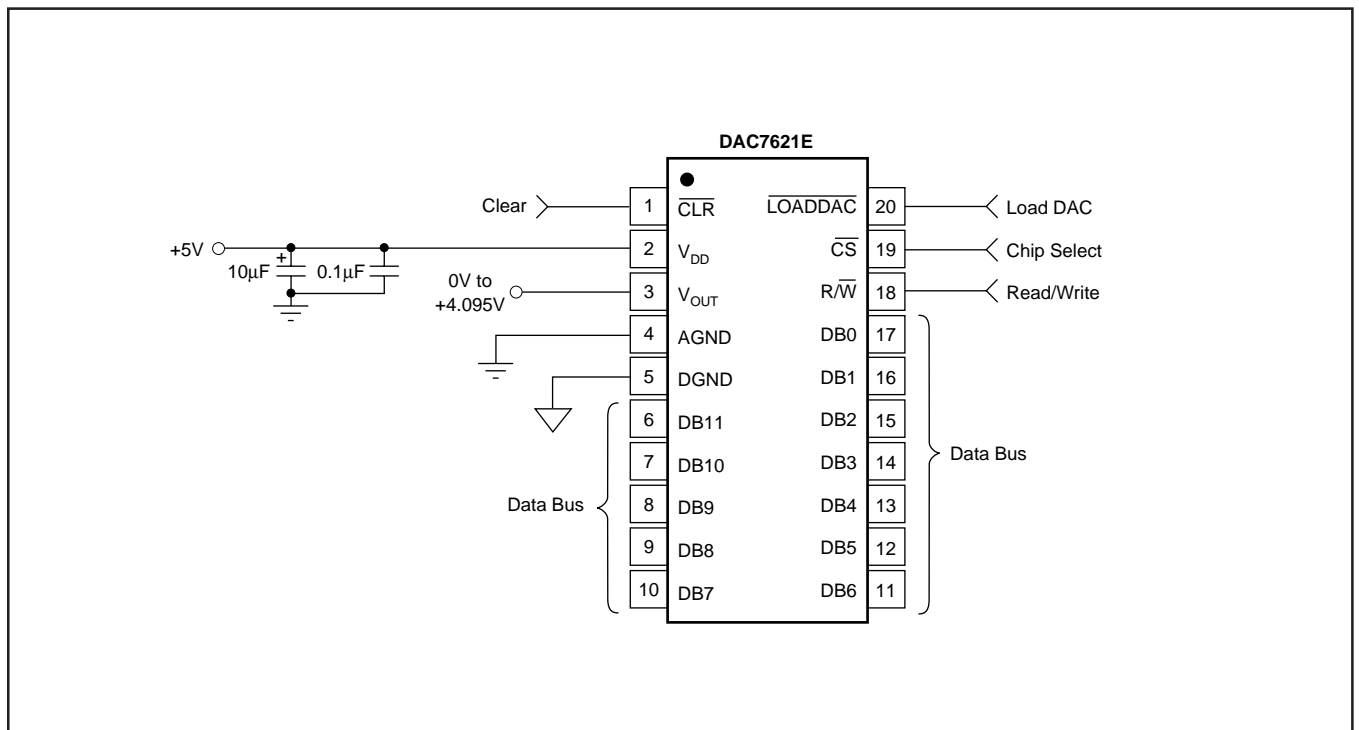 DAC7621E
Clear
1
CLR
LOADDAC
20
Load DAC
+5V
2
VDD
CS
19
Chip Select
+
10μF
0.1μF
0V to
+4.095V
3
VOUT
R/W
18
Read/Write
4
AGND
DB0
17
5
DGND
DB1
16
6
DB11
DB2
15
7
DB10
DB3
14
Data Bus
Data Bus
8
DB9
DB4
13
9
DB8
DB5
12
10
DB7
DB6
11